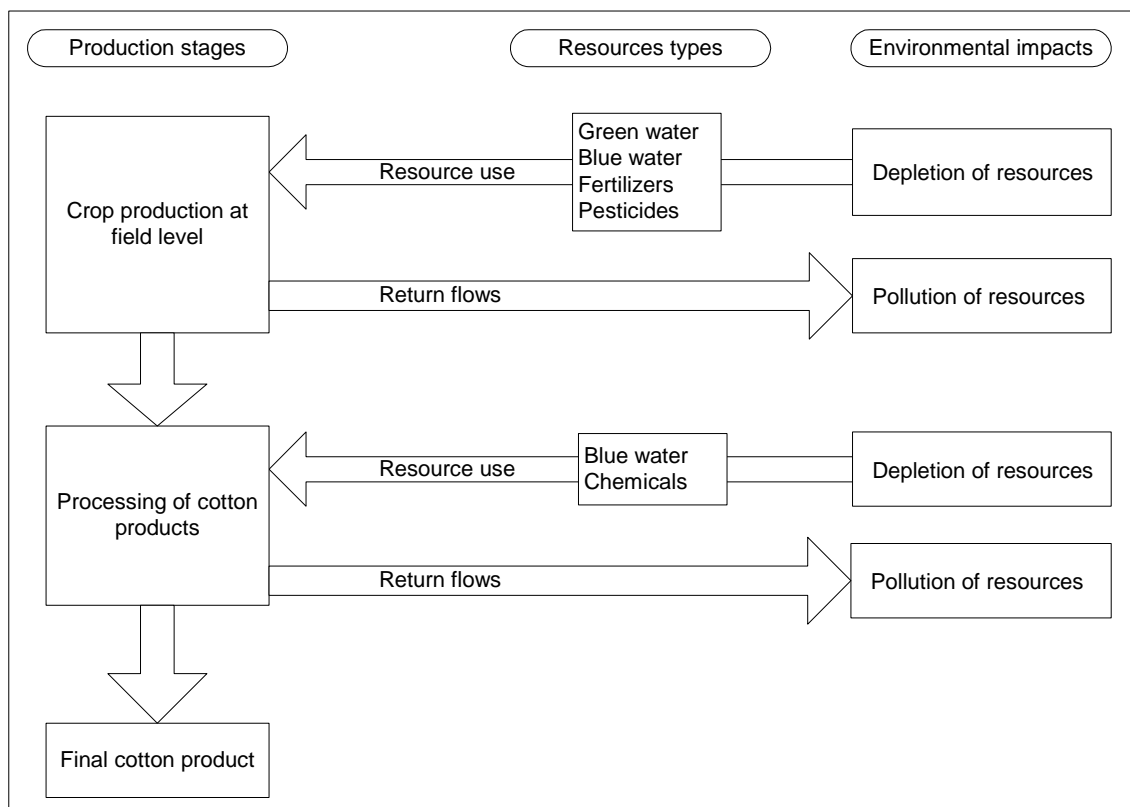 Production stages
Resources types
Environmental impacts
Green water
Blue water
Fertilizers
Pesticides
Resource use
Depletion of resources
Crop production at
field level
Return flows
Pollution of resources
Blue water
Chemicals
Resource use
Depletion of resources
Processing of cotton
products
Return flows
Pollution of resources
Final cotton product